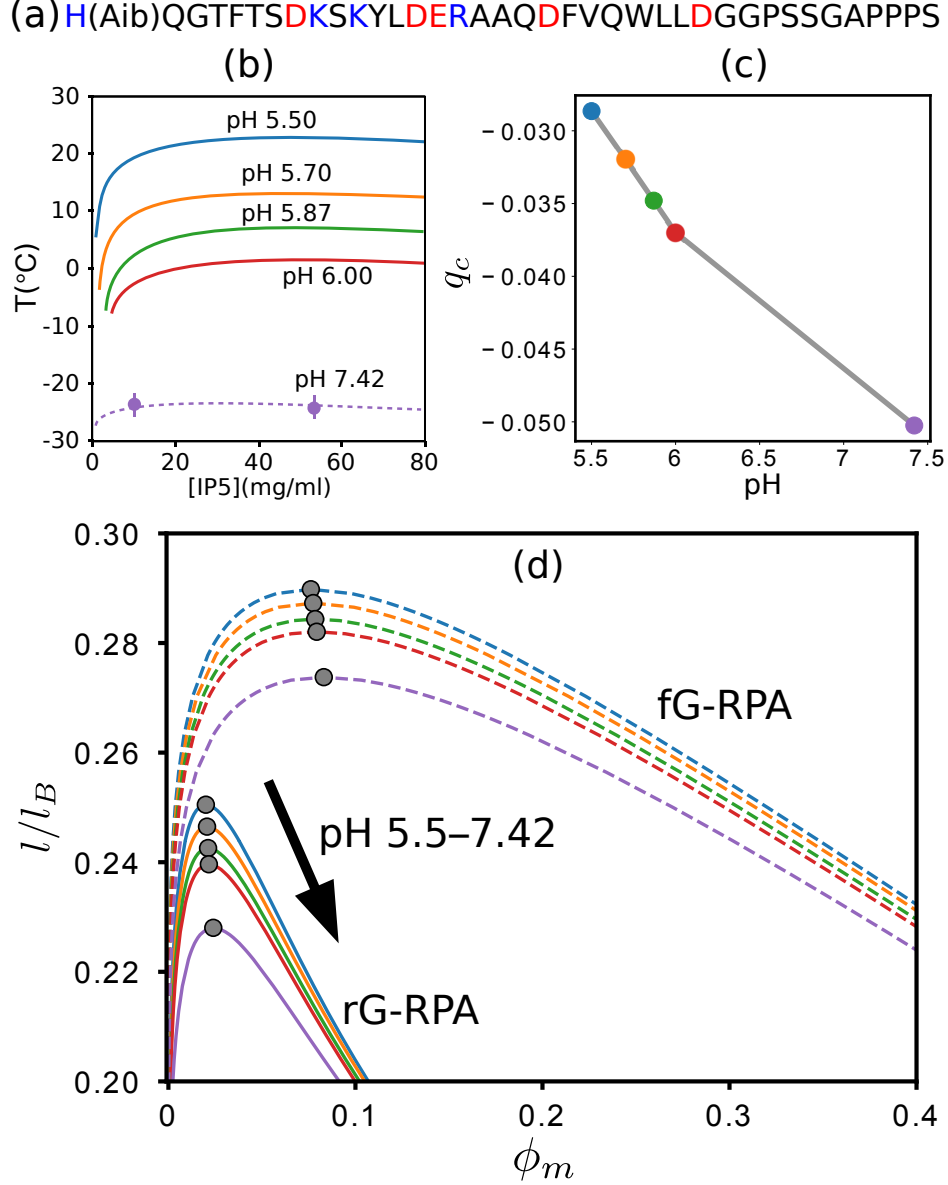 (a) H(Aib)QGTFTSDKSKYLDERAAQDFVQWLLDGGPSSGAPPPS
(b)
30
20
10
0
-10
-20
-30
T(°C)
pH 5.50
pH 5.70
pH 5.87
pH 6.00
pH 7.42
0 20 40 60 80
[IP5](mg/ml)
(c)
−0.030
−0.035
−0.040
−0.045
−0.050
q_c
5.5 6 6.5 7 7.5
pH
(d)
0.30
0.28
0.26
0.24
0.22
0.20
l/l_B
fG-RPA
pH 5.5–7.42
rG-RPA
0 0.1 0.2 0.3 0.4
ϕ_m